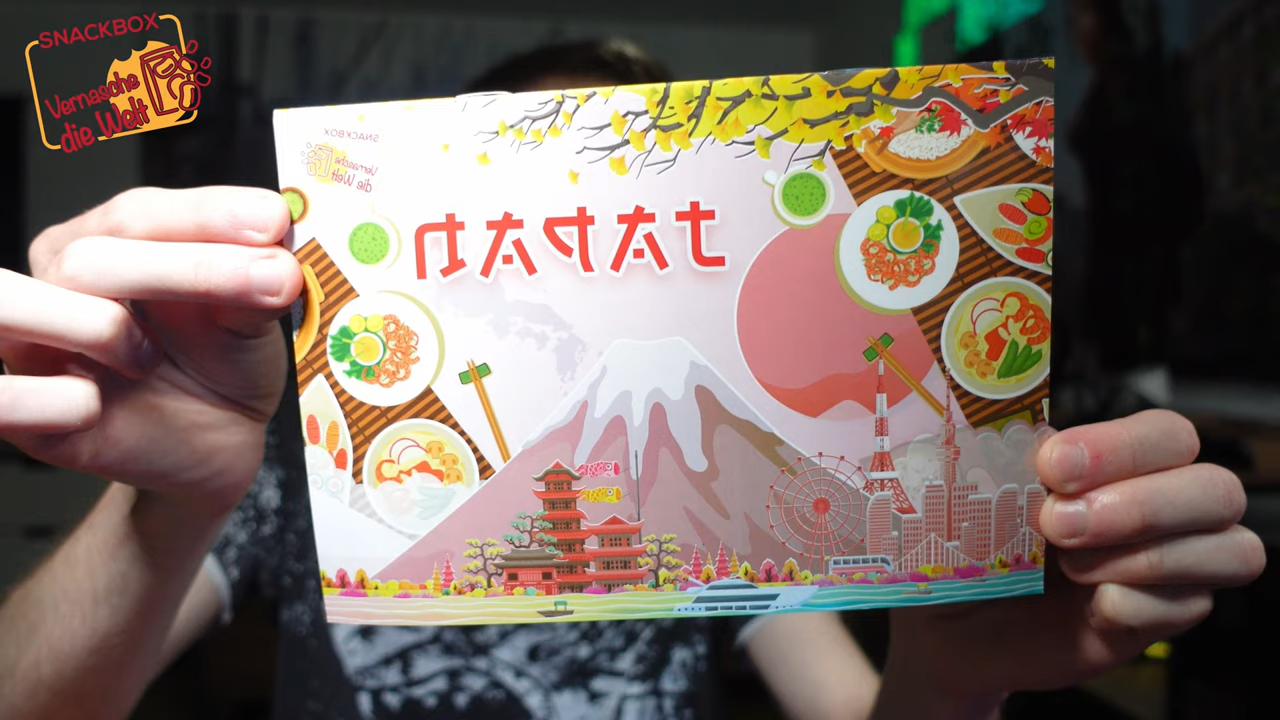 SNACKBOX
Vernasche
die Welt
SNACKBOX
Vernasche
die Welt
JAPAN